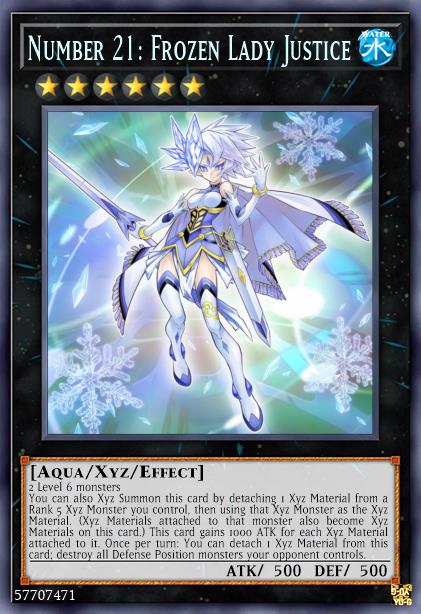 NUMBER 21: FROZEN LADY JUSTICE
WATER
水
21
[AQUA/XYZ/EFFECT]
2 Level 6 monsters
You can also Xyz Summon this card by detaching 1 Xyz Material from a
Rank 5 Xyz Monster you control, then using that Xyz Monster as the Xyz
Material. (Xyz Materials attached to that monster also become Xyz
Materials on this card.) This card gains 1000 ATK for each Xyz Material
attached to it. Once per turn: You can detach 1 Xyz Material from this
card; destroy all Defense Position monsters your opponent controls.
ATK/ 500 DEF/ 500
57707471